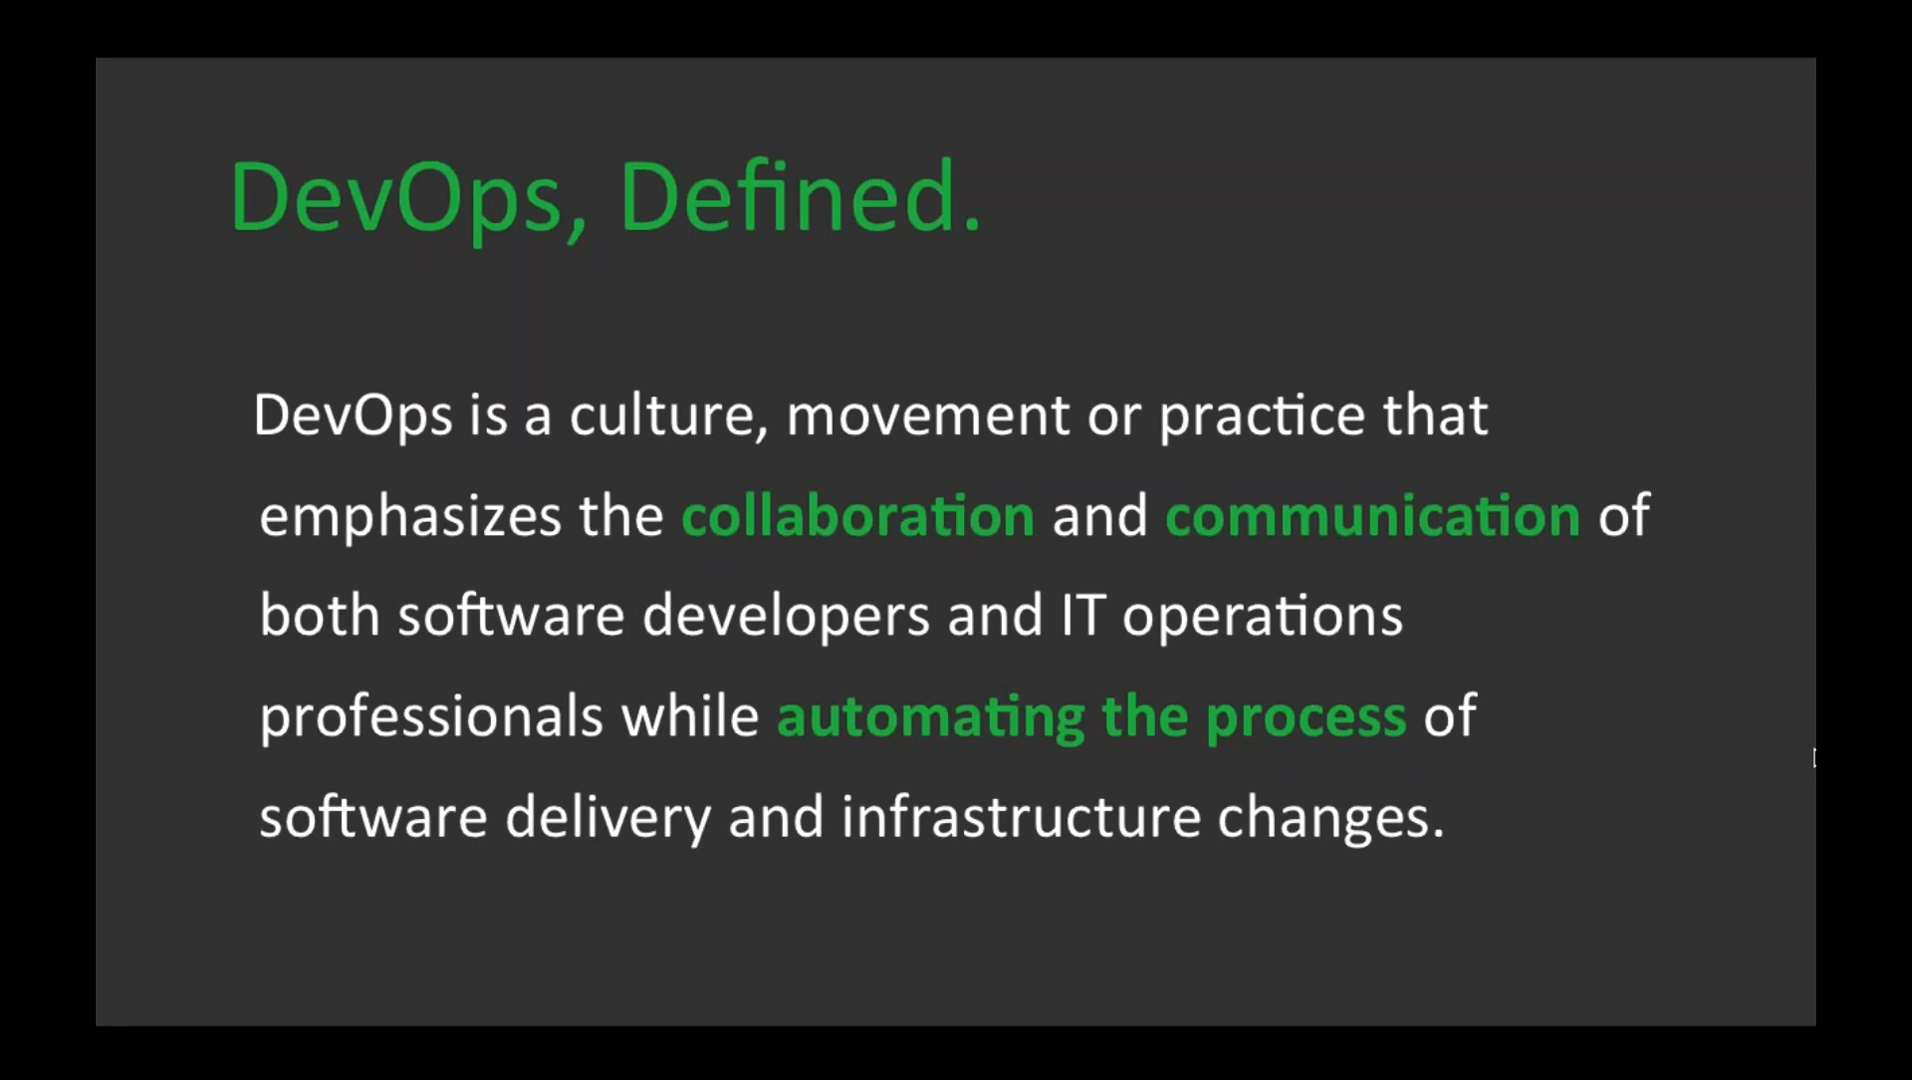 DevOps, Defined.
DevOps is a culture, movement or practice that
emphasizes the collaboration and communication of
both software developers and IT operations
professionals while automating the process of
software delivery and infrastructure changes.